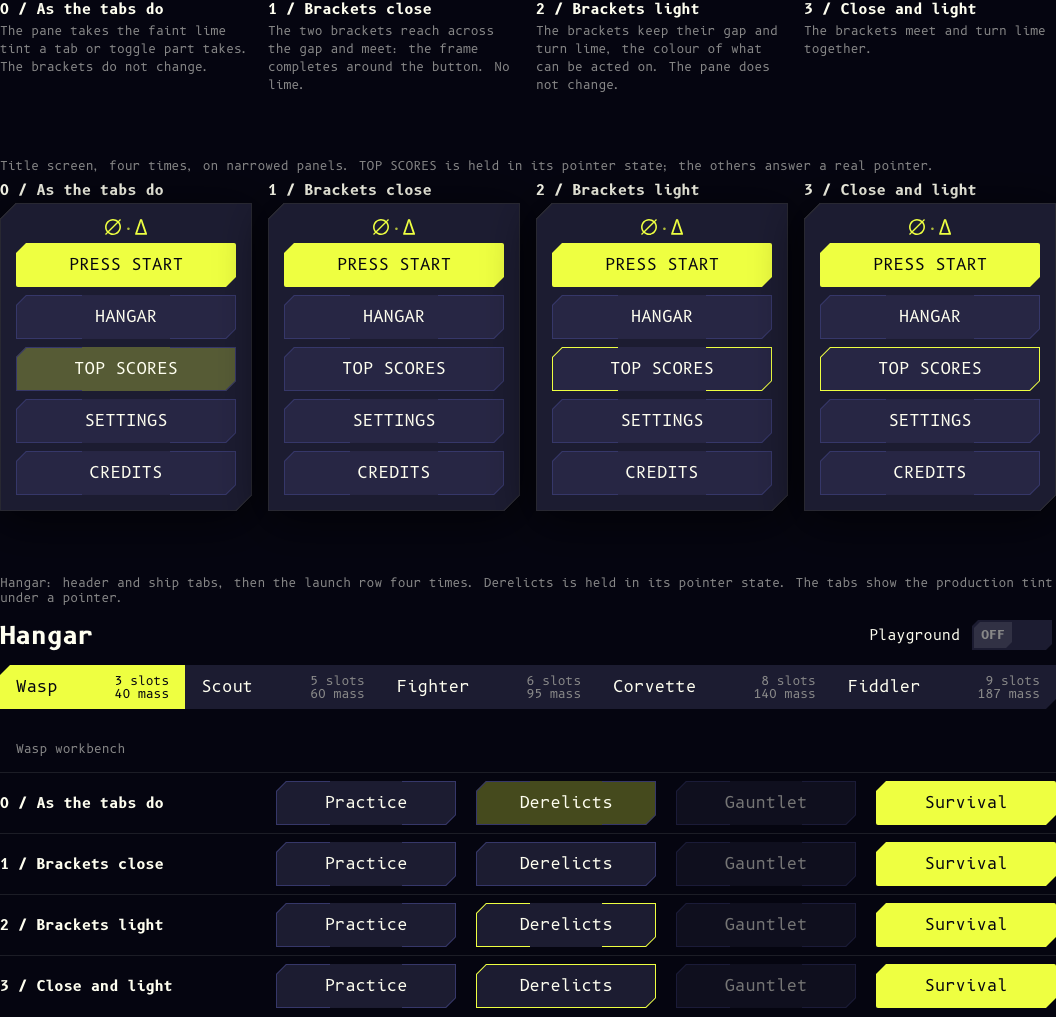 0 / As the tabs do
The pane takes the faint lime
tint a tab or toggle part takes.
The brackets do not change.
1 / Brackets close
The two brackets reach across
the gap and meet: the frame
completes around the button. No
lime.
2 / Brackets light
The brackets keep their gap and
turn lime, the colour of what
can be acted on. The pane does
not change.
3 / Close and light
The brackets meet and turn lime
together.
Title screen, four times, on narrowed panels. TOP SCORES is held in its pointer state; the others answer a real pointer.
0 / As the tabs do
∅·Δ
PRESS START
HANGAR
TOP SCORES
SETTINGS
CREDITS
1 / Brackets close
∅·Δ
PRESS START
HANGAR
TOP SCORES
SETTINGS
CREDITS
2 / Brackets light
∅·Δ
PRESS START
HANGAR
TOP SCORES
SETTINGS
CREDITS
3 / Close and light
∅·Δ
PRESS START
HANGAR
TOP SCORES
SETTINGS
CREDITS
Hangar: header and ship tabs, then the launch row four times. Derelicts is held in its pointer state. The tabs show the production tint
under a pointer.
Hangar
Playground OFF
Wasp
3 slots
40 mass
Scout
5 slots
60 mass
Fighter
6 slots
95 mass
Corvette
8 slots
140 mass
Fiddler
9 slots
187 mass
Wasp workbench
0 / As the tabs do Practice Derelicts Gauntlet Survival
1 / Brackets close Practice Derelicts Gauntlet Survival
2 / Brackets light Practice Derelicts Gauntlet Survival
3 / Close and light Practice Derelicts Gauntlet Survival